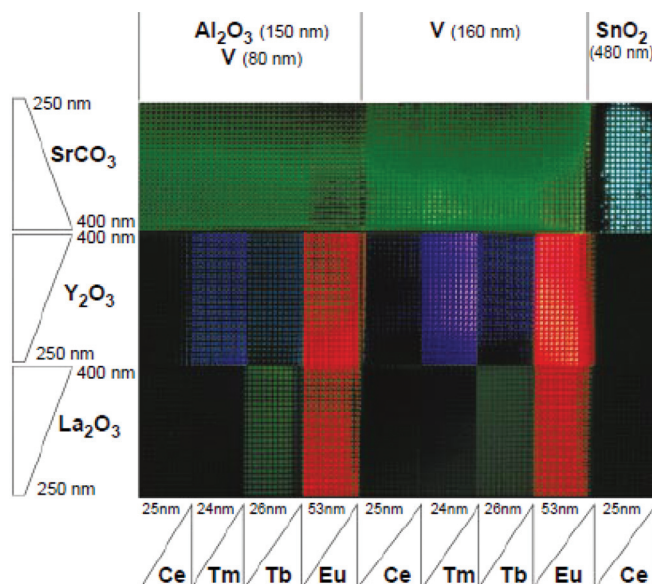 Al₂O₃ (150 nm) V (160 nm) SnO₂
V (80 nm) (480 nm)
250 nm
SrCO₃
400 nm
400 nm
Y₂O₃
250 nm
400 nm
La₂O₃
250 nm
25nm 24nm 26nm 53nm 25nm 24nm 26nm 53nm 25nm
Ce Tm Tb Eu Ce Tm Tb Eu Ce